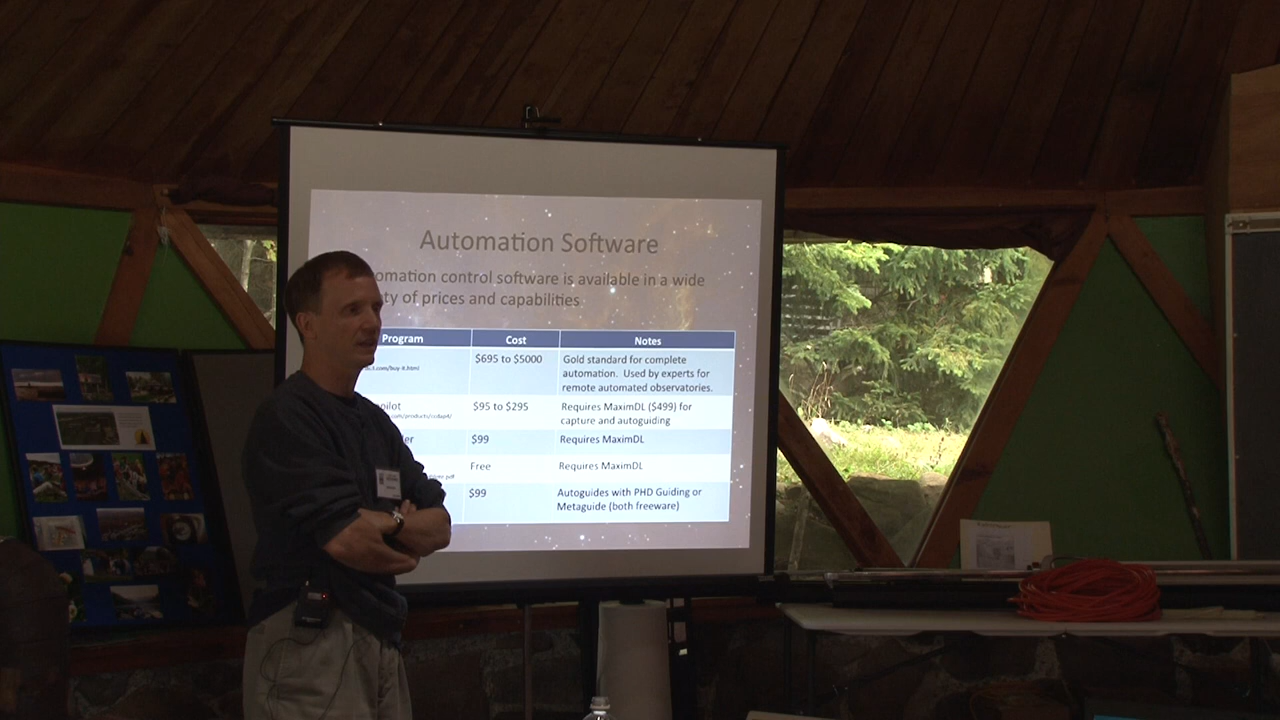 Automation Software
omation control software is available in a wide
ty of prices and capabilities
Program Cost Notes
$695 to $5000 Gold standard for complete
automation. Used by experts for
remote automated observatories.
pilot $95 to $295 Requires MaximDL ($499) for
capture and autoguiding
$99 Requires MaximDL
Free Requires MaximDL
$99 Autoguides with PHD Guiding or
Metaguide (both freeware)